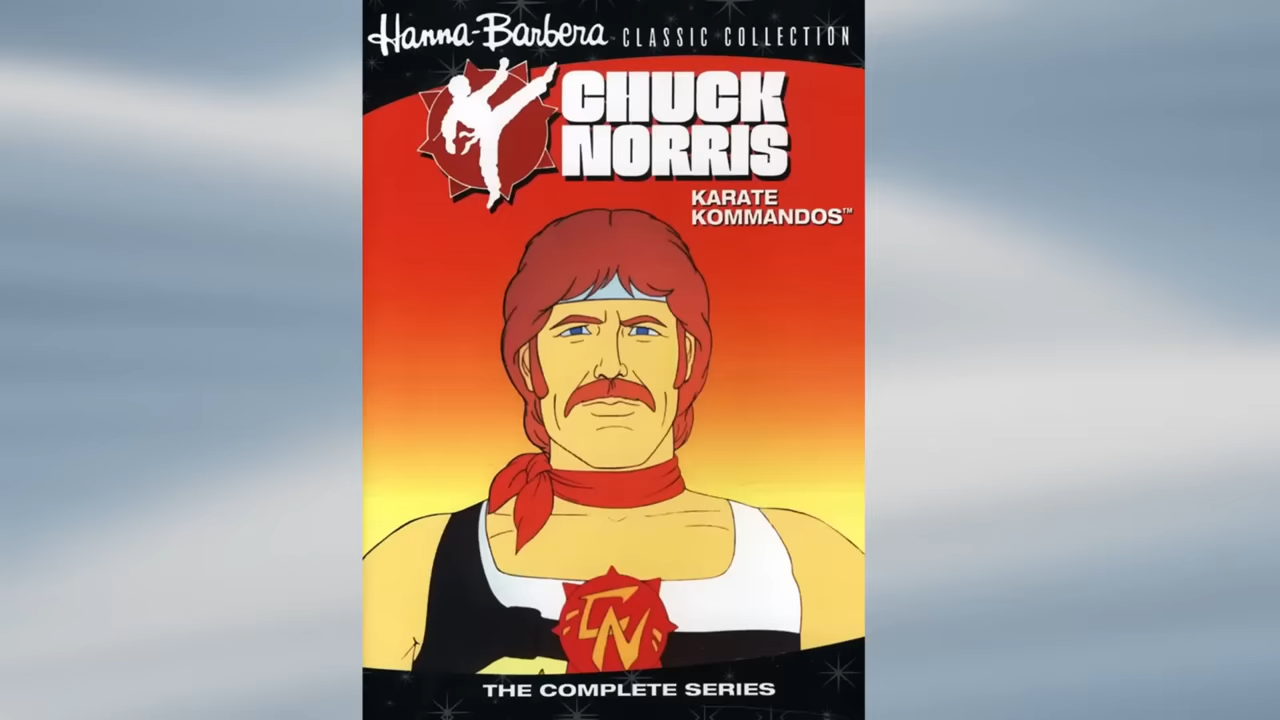 Hanna-Barbera CLASSIC COLLECTION
CHUCK
NORRIS
KARATE
KOMMANDOS™
CN
THE COMPLETE SERIES